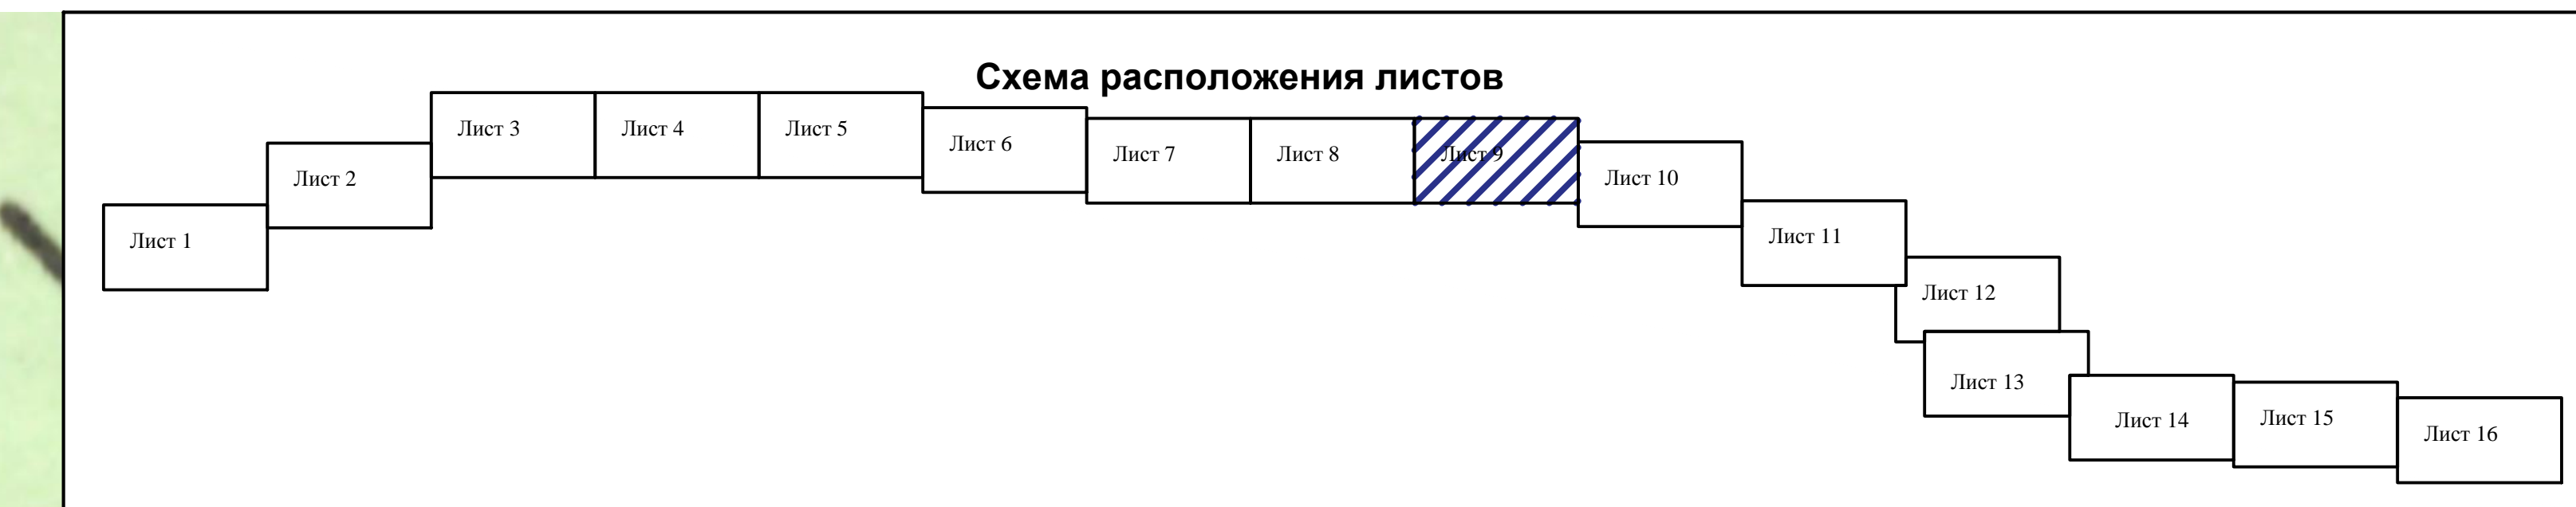 Схема расположения листов
Лист 1
Лист 2
Лист 3
Лист 4
Лист 5
Лист 6
Лист 7
Лист 8
Лист 9
Лист 10
Лист 11
Лист 12
Лист 13
Лист 14
Лист 15
Лист 16